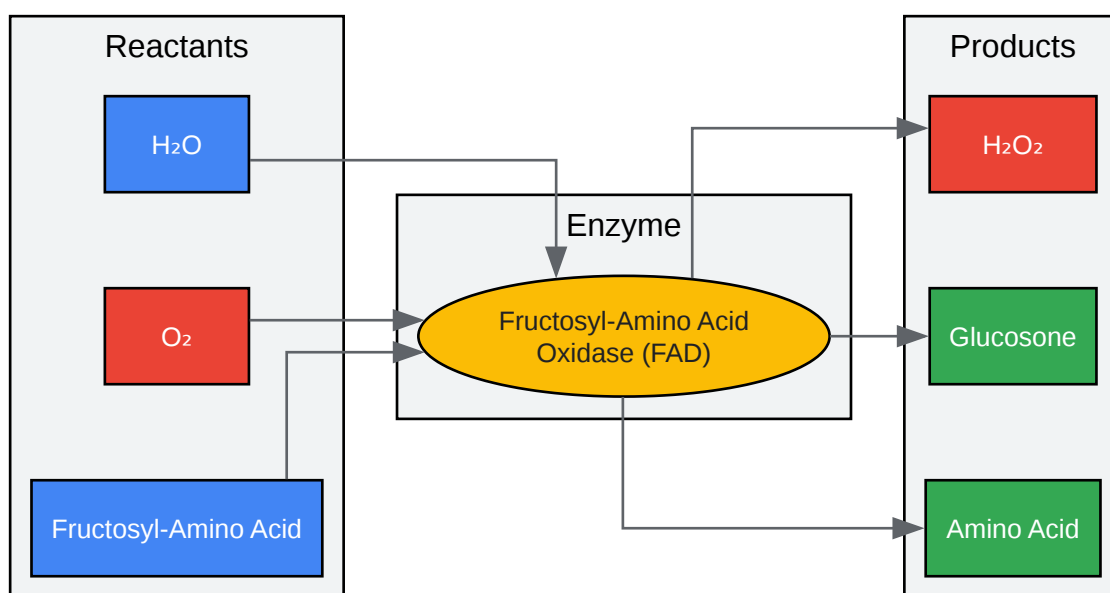 Reactants
H₂O
O₂
Fructosyl-Amino Acid
Enzyme
Fructosyl-Amino Acid
Oxidase (FAD)
Products
H₂O₂
Glucosone
Amino Acid